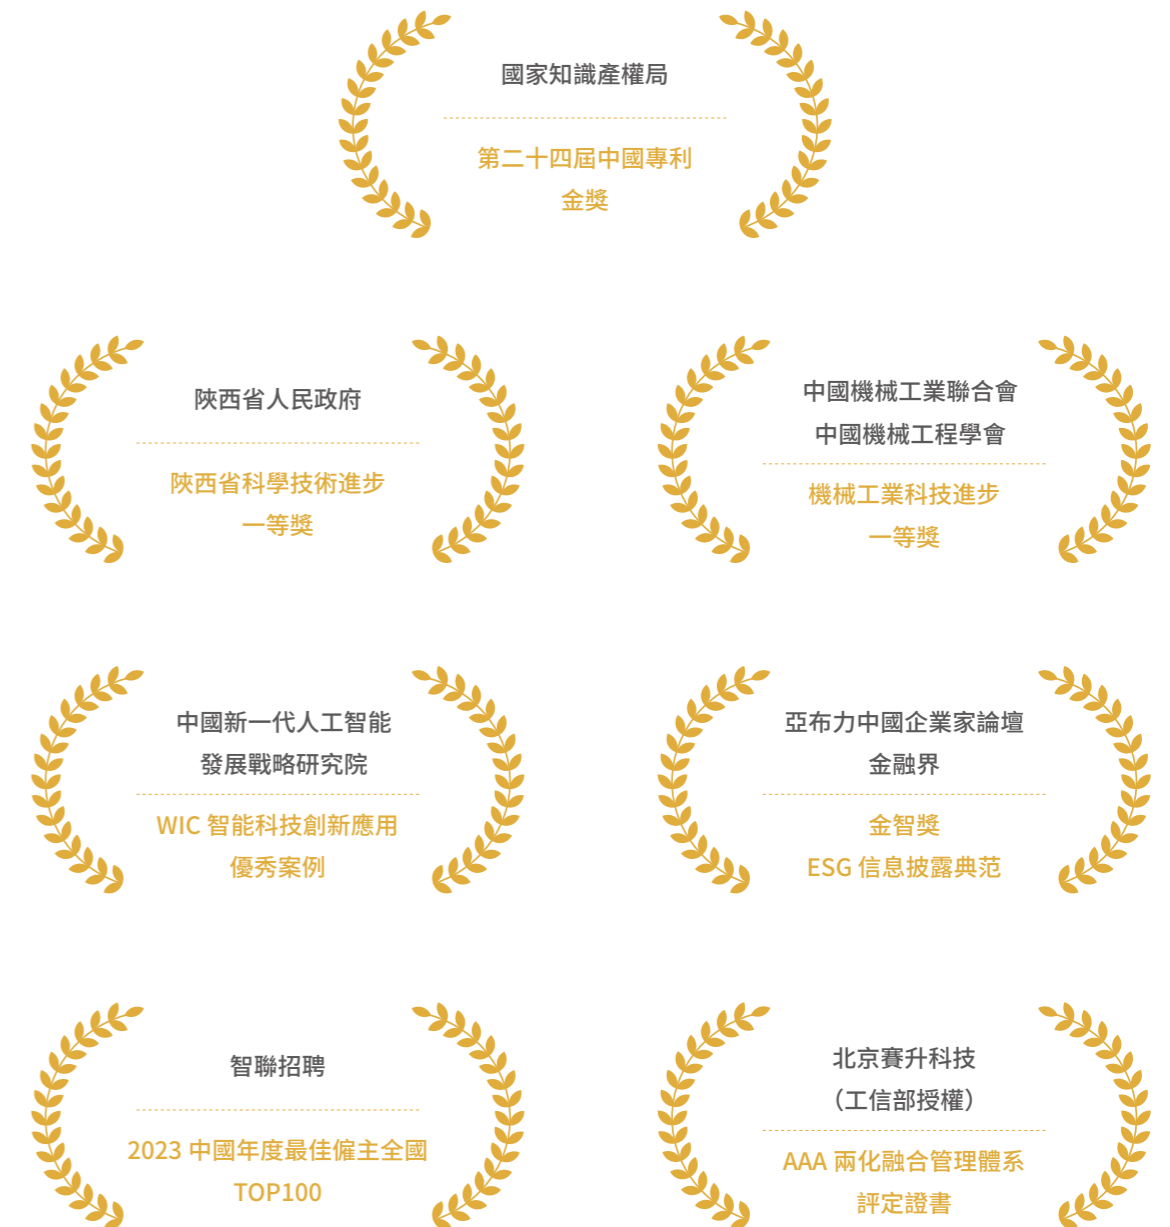 國家知識產權局
第二十四屆中國專利
金獎
陝西省人民政府
陝西省科學技術進步
一等獎
中國機械工業聯合會
中國機械工程學會
機械工業科技進步
一等獎
中國新一代人工智能
發展戰略研究院
WIC 智能科技創新應用
優秀案例
亞布力中國企業家論壇
金融界
金智獎
ESG 信息披露典范
智聯招聘
2023 中國年度最佳僱主全國
TOP100
北京賽升科技
（工信部授權）
AAA 兩化融合管理體系
評定證書